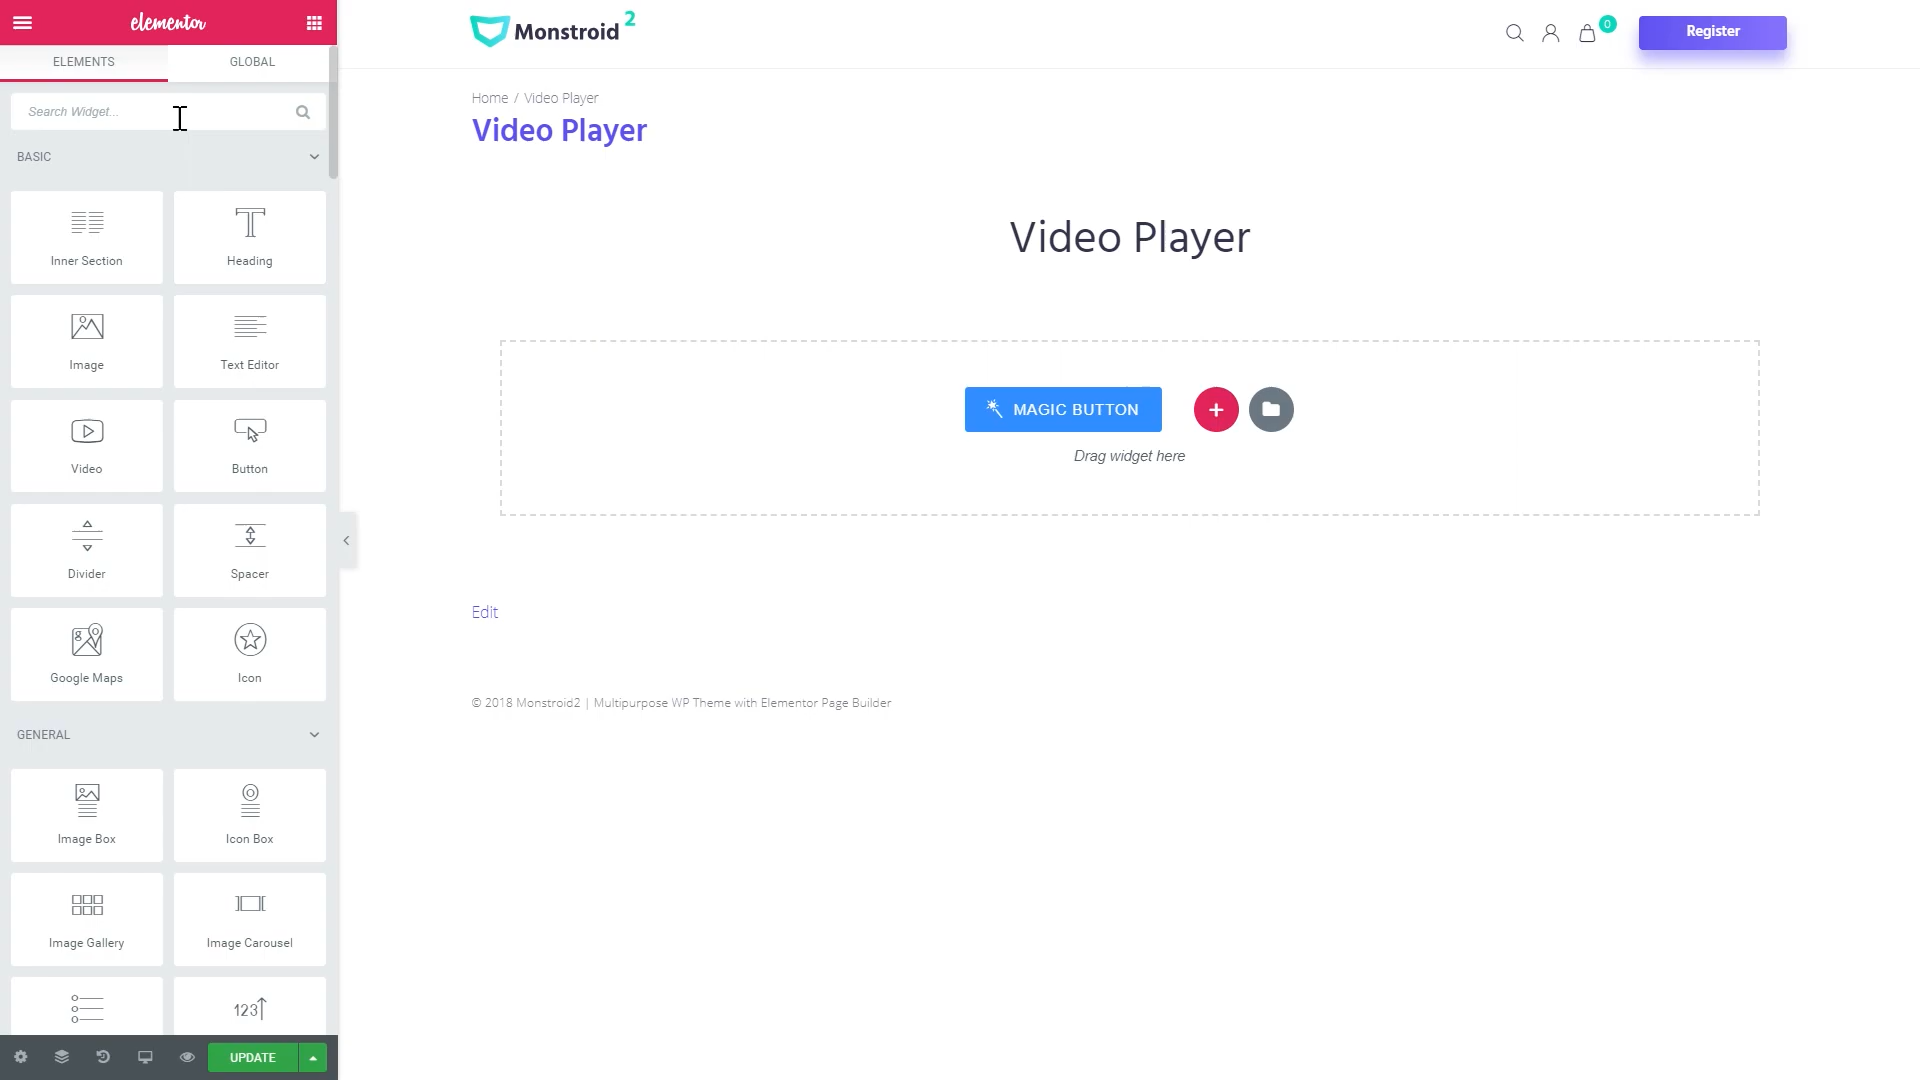 elementor
ELEMENTS
GLOBAL
Search Widget...
BASIC
Inner Section
Heading
Image
Text Editor
Video
Button
Divider
Spacer
Google Maps
Icon
GENERAL
Image Box
Icon Box
Image Gallery
Image Carousel
123
UPDATE
Monstroid 2
0
Register
Home / Video Player
Video Player
Video Player
MAGIC BUTTON
Drag widget here
Edit
© 2018 Monstroid2 | Multipurpose WP Theme with Elementor Page Builder